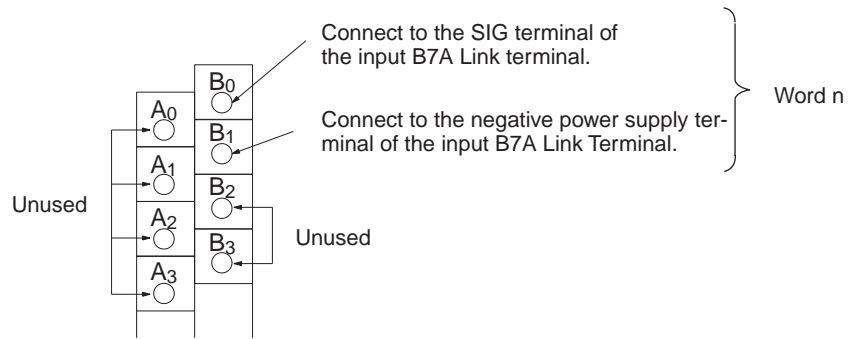 Connect to the SIG terminal of
the input B7A Link terminal.
B0
A0
Word n
Connect to the negative power supply ter-
minal of the input B7A Link Terminal.
B1
A1
B2
Unused
A2
Unused
B3
A3